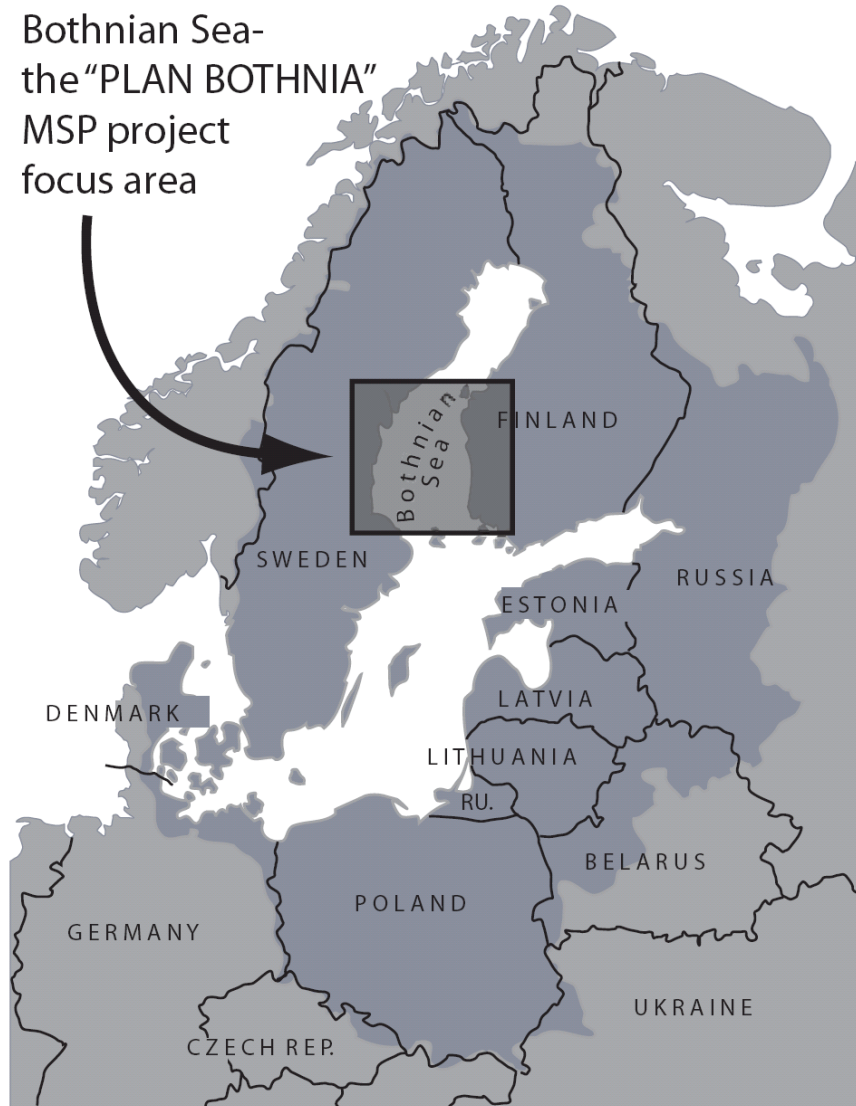 Bothnian Sea-
the “PLAN BOTHNIA”
MSP project
focus area
FINLAND
Bothnian
Sea
SWEDEN
RUSSIA
ESTONIA
LATVIA
DENMARK
LITHUANIA
RU.
BELARUS
POLAND
GERMANY
UKRAINE
CZECH REP.